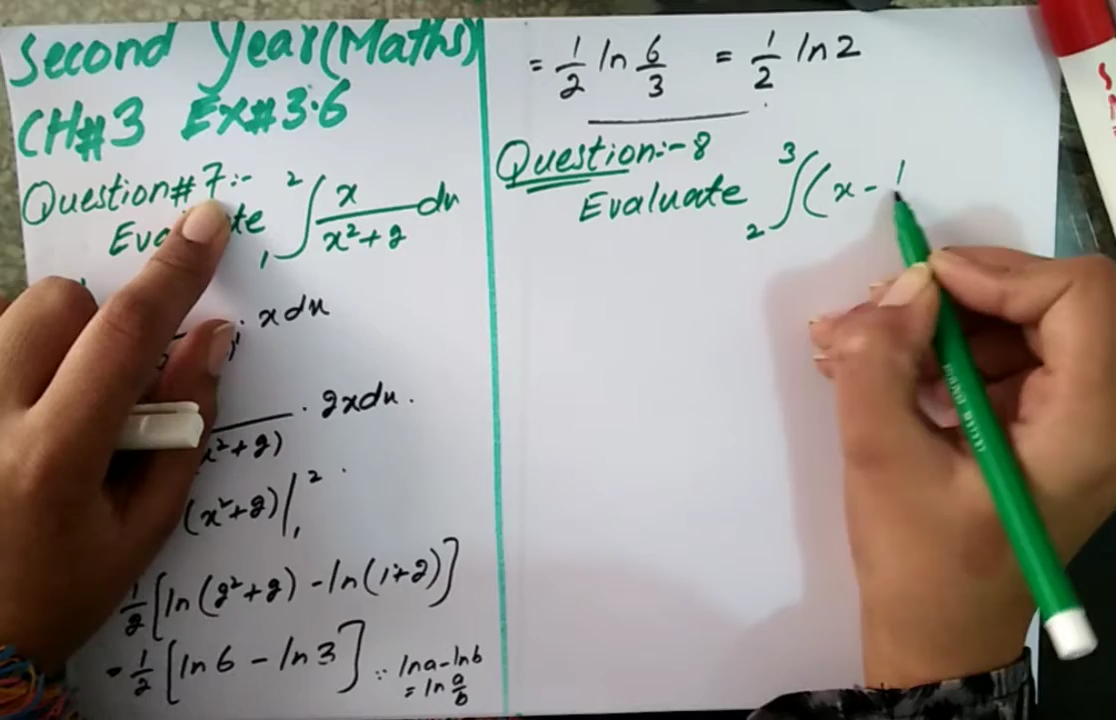 Second Year(Maths)
CH#3 EX#3.6
Question#7:-
∫₁² x/(x²+2) dx
xdx
. 2xdx.
x²+2)
(x²+2)|₁²
1/2[ln(2²+2) - ln(1+2)]
= 1/2[ln6 - ln3] ∵ lna-lnb
= ln a/b
= 1/2 ln 6/3 = 1/2 ln2
Question:-8
Evaluate ₂³∫(x - 1